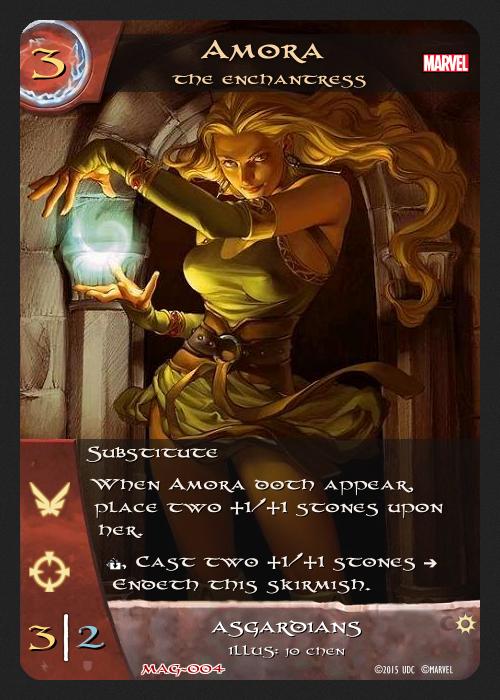 3
Amora
The Enchantress
MARVEL
Substitute
When Amora doth appear,
place two +1/+1 stones upon
her.
, Cast two +1/+1 stones →
Endeth this skirmish.
3|2
Asgardians
Illus: Jo Chen
MAG-004
©2015 UDC ©MARVEL